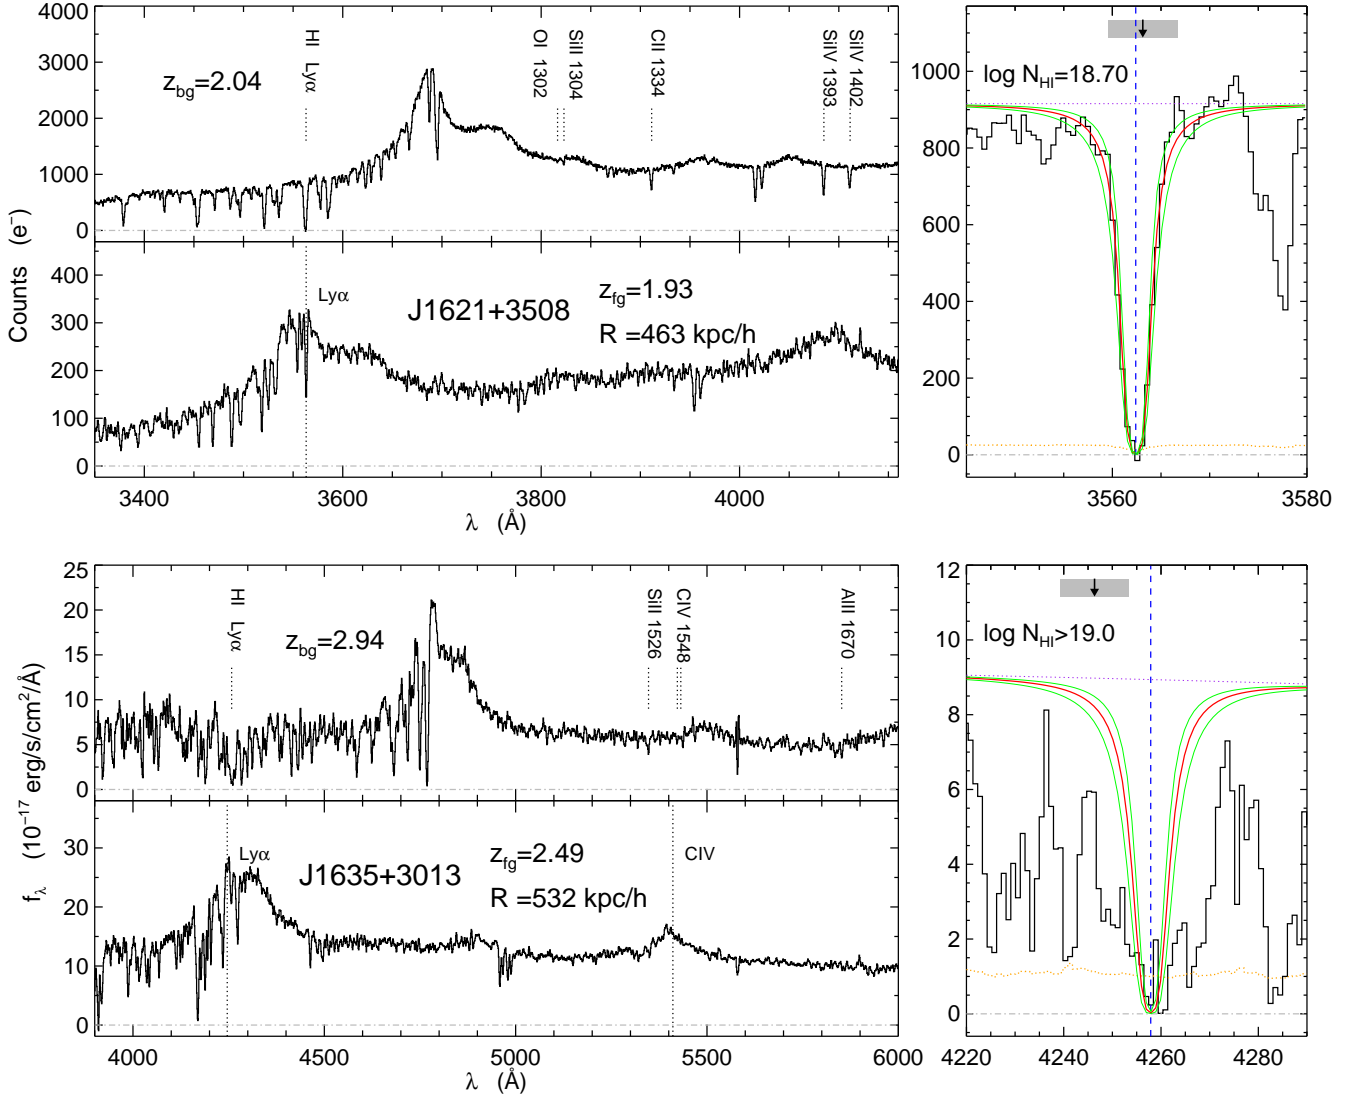 Counts (e⁻)
4000
3000
2000
1000
0
z_bg=2.04
HI Lyα
OI 1302
SiII 1304
CII 1334
SiIV 1393
SiIV 1402
400
300
200
100
0
Lyα
J1621+3508
z_fg=1.93
R =463 kpc/h
3400 3600 3800 4000
λ (Å)
log N_HI=18.70
1000
800
600
400
200
0
3560 3580
f_λ (10⁻¹⁷ erg/s/cm²/Å)
25
20
15
10
5
0
z_bg=2.94
HI Lyα
SiII 1526
CIV 1548
AlII 1670
30
20
10
0
Lyα
J1635+3013
z_fg=2.49
R =532 kpc/h
CIV
4000 4500 5000 5500 6000
λ (Å)
log N_HI>19.0
12
10
8
6
4
2
0
4220 4240 4260 4280